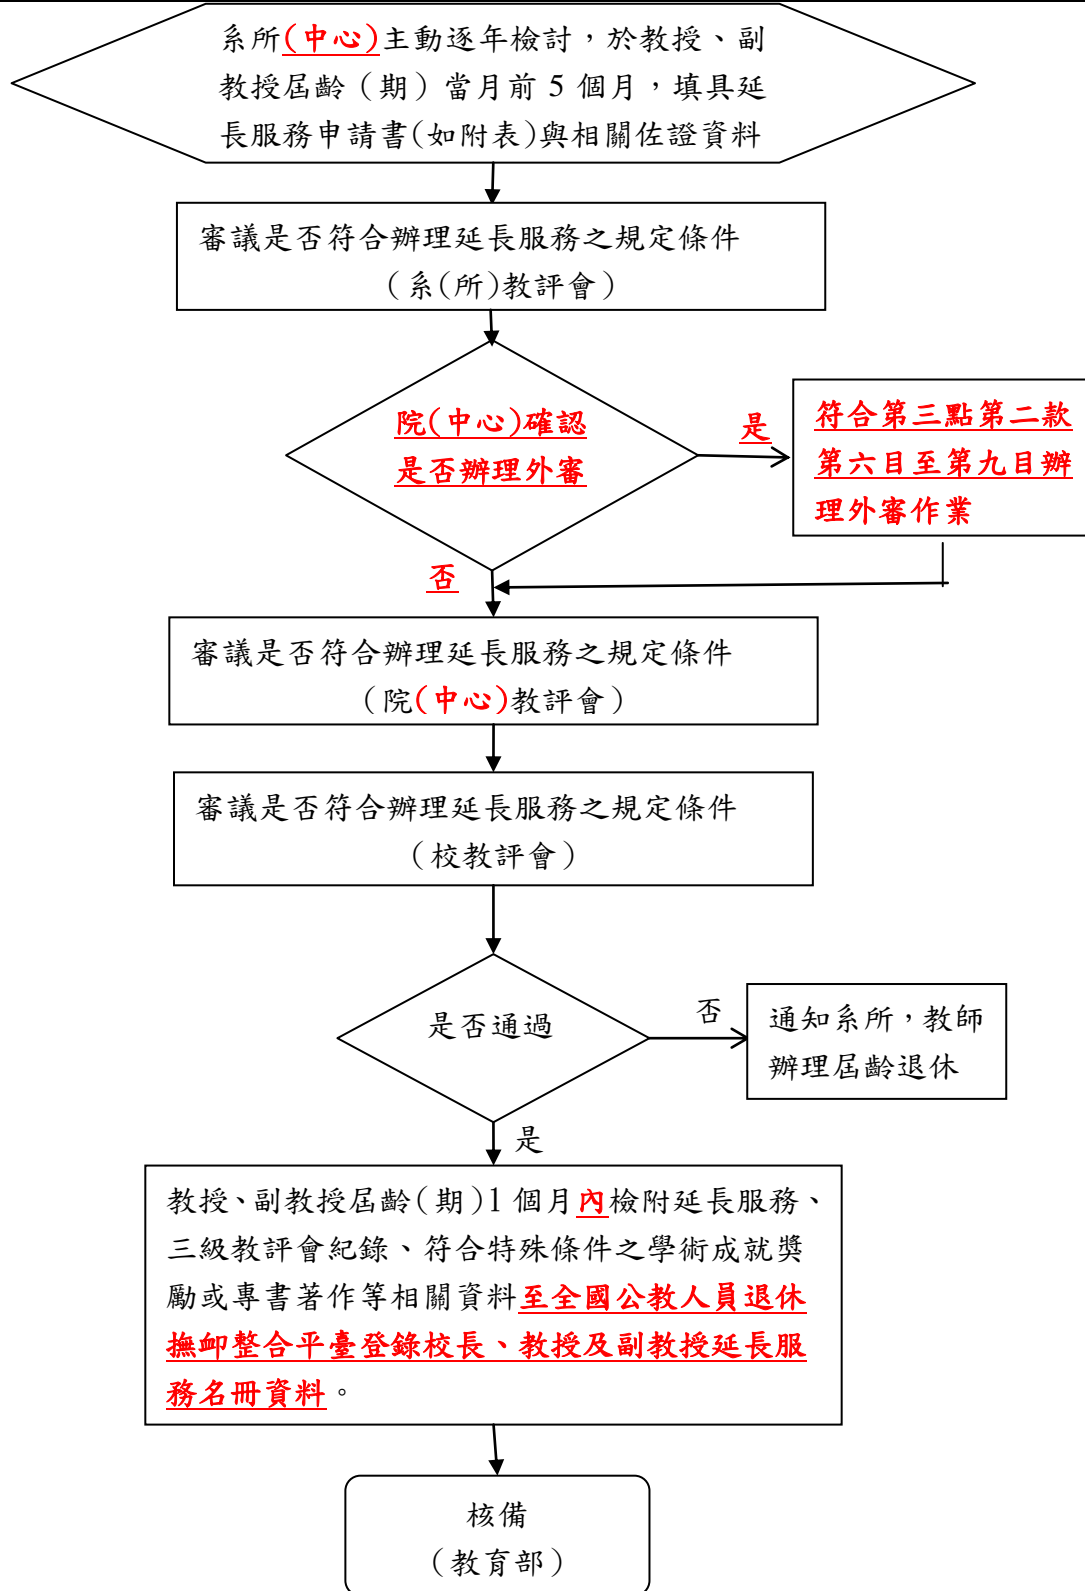 系所(中心)主動逐年檢討，於教授、副
教授屆齡（期）當月前 5 個月，填具延
長服務申請書(如附表)與相關佐證資料
審議是否符合辦理延長服務之規定條件
（系(所)教評會）
院(中心)確認
是否辦理外審
是
符合第三點第二款
第六目至第九目辦
理外審作業
否
審議是否符合辦理延長服務之規定條件
（院(中心)教評會）
審議是否符合辦理延長服務之規定條件
（校教評會）
是否通過
否
通知系所，教師
辦理屆齡退休
是
教授、副教授屆齡(期)1 個月內檢附延長服務、
三級教評會紀錄、符合特殊條件之學術成就獎
勵或專書著作等相關資料至全國公教人員退休
撫卹整合平臺登錄校長、教授及副教授延長服
務名冊資料。
核備
（教育部）